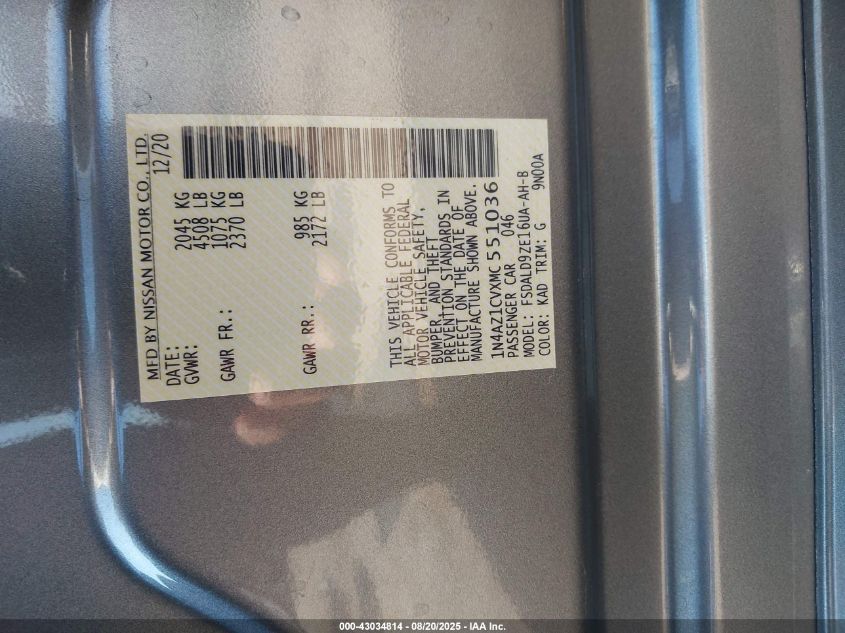 MFD BY NISSAN MOTOR CO., LTD.
DATE: 12/20
GVWR: 2045 KG
4508 LB
GAWR FR.: 1075 KG
2370 LB
GAWR RR.: 985 KG
2172 LB
THIS VEHICLE CONFORMS TO
ALL APPLICABLE FEDERAL
MOTOR VEHICLE SAFETY,
BUMPER, AND THEFT
PREVENTION STANDARDS IN
EFFECT ON THE DATE OF
MANUFACTURE SHOWN ABOVE.
1N4AZ1CVXMC551036
PASSENGER CAR 046
MODEL: FSDALD9ZE16UA-AH-B
COLOR: KAD TRIM: G 9N00A
000-43034814 - 08/20/2025 - IAA Inc.